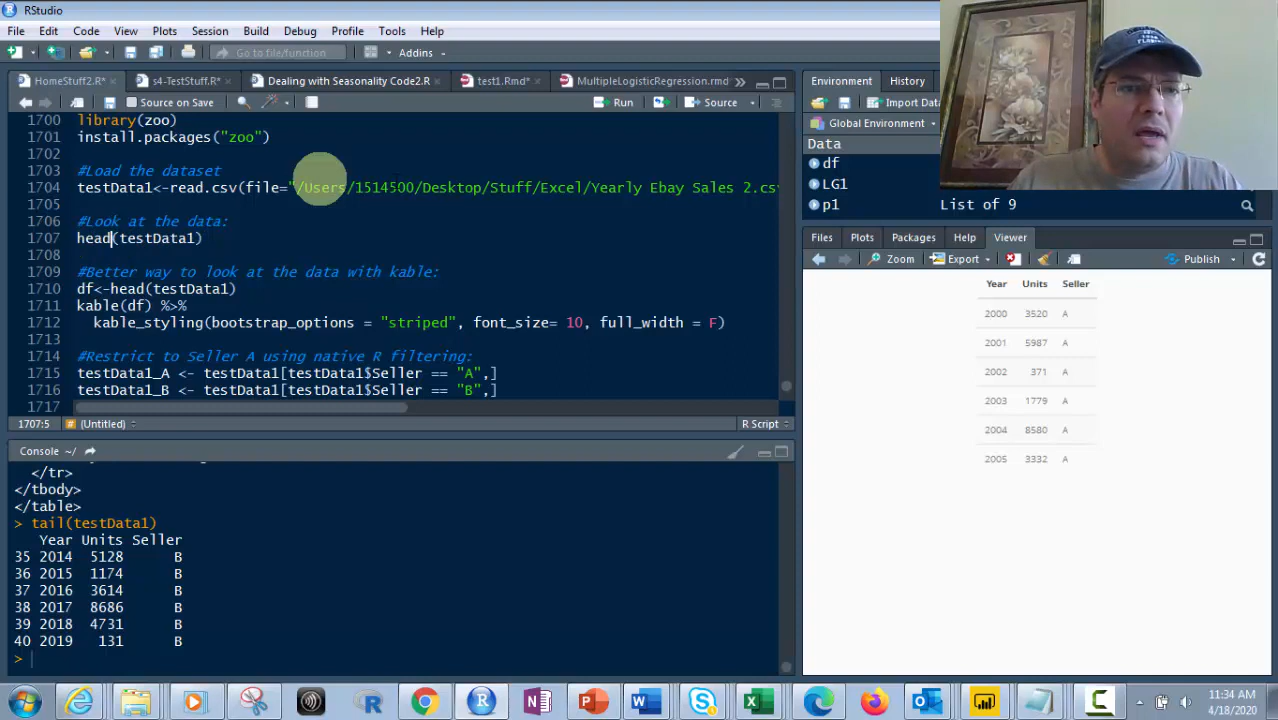 RStudio
File Edit Code View Plots Session Build Debug Profile Tools Help
Go to file/function Addins
HomeStuff2.R* s4-TestStuff.R* Dealing with Seasonality Code2.R test1.Rmd* MultipleLogisticRegression.rmd
Source on Save Run Source
1700 library(zoo)
1701 install.packages("zoo")
1702
1703 #Load the dataset
1704 testData1<-read.csv(file="/Users/1514500/Desktop/Stuff/Excel/Yearly Ebay Sales 2.csv
1705
1706 #Look at the data:
1707 head(testData1)
1708
1709 #Better way to look at the data with kable:
1710 df<-head(testData1)
1711 kable(df) %>%
1712 kable_styling(bootstrap_options = "striped", font_size= 10, full_width = F)
1713
1714 #Restrict to Seller A using native R filtering:
1715 testData1_A <- testData1[testData1$Seller == "A",]
1716 testData1_B <- testData1[testData1$Seller == "B",]
1717
1707:5 (Untitled) R Script
Console ~/
</tr>
</tbody>
</table>
> tail(testData1)
Year Units Seller
35 2014 5128 B
36 2015 1174 B
37 2016 3614 B
38 2017 8686 B
39 2018 4731 B
40 2019 131 B
>
Environment History
Import Data
Global Environment
Data
df
LG1
p1 List of 9
Files Plots Packages Help Viewer
Zoom Export Publish
Year Units Seller
2000 3520 A
2001 5987 A
2002 371 A
2003 1779 A
2004 8580 A
2005 3332 A
11:34 AM
4/18/2020